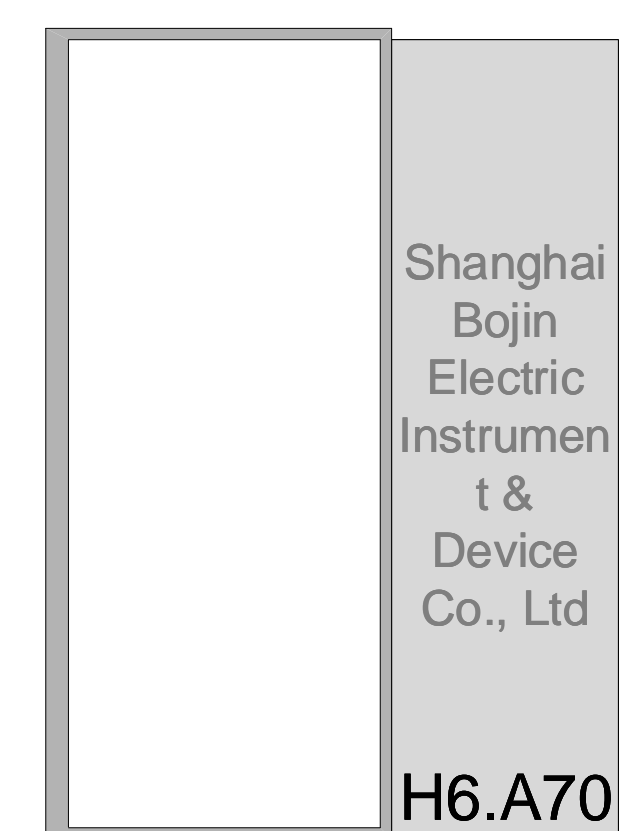 Shanghai
Bojin
Electric
Instrumen
t &
Device
Co., Ltd
H6.A70